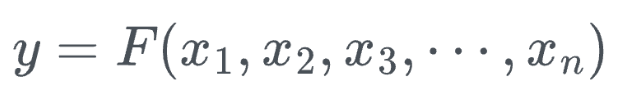 y = F(x₁, x₂, x₃, ⋯, xₙ)